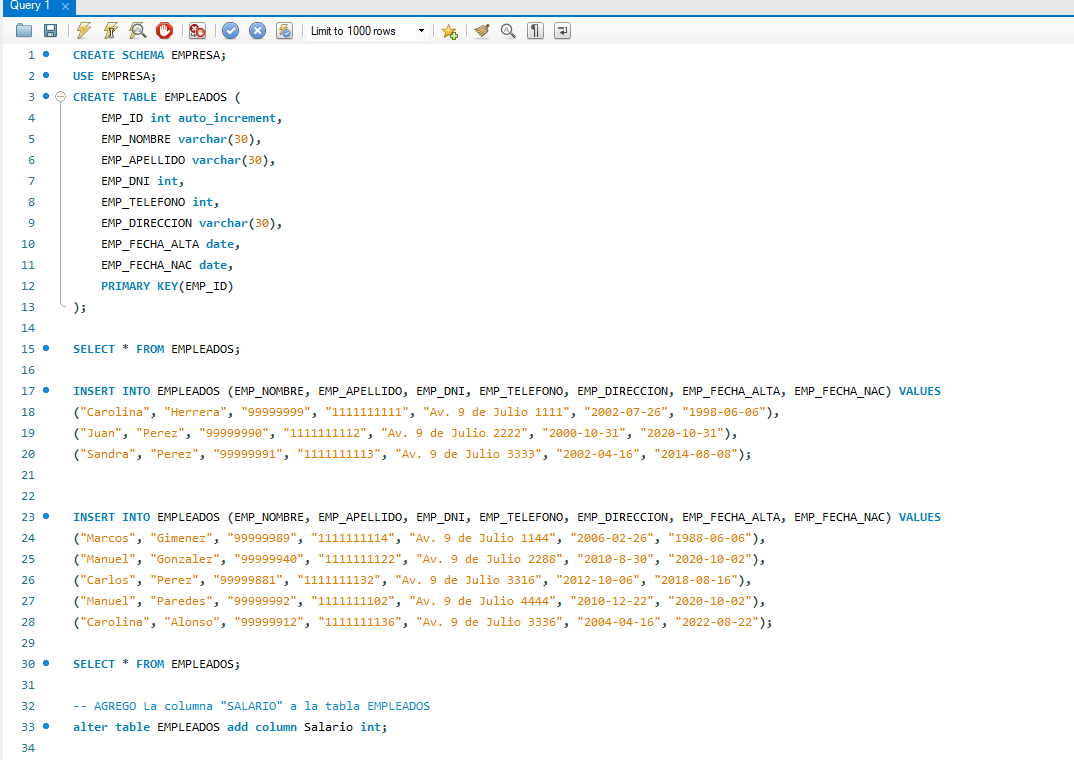 Query 1
Limit to 1000 rows
1 CREATE SCHEMA EMPRESA;
2 USE EMPRESA;
3 CREATE TABLE EMPLEADOS (
4 EMP_ID int auto_increment,
5 EMP_NOMBRE varchar(30),
6 EMP_APELLIDO varchar(30),
7 EMP_DNI int,
8 EMP_TELEFONO int,
9 EMP_DIRECCION varchar(30),
10 EMP_FECHA_ALTA date,
11 EMP_FECHA_NAC date,
12 PRIMARY KEY(EMP_ID)
13 );
14
15 SELECT * FROM EMPLEADOS;
16
17 INSERT INTO EMPLEADOS (EMP_NOMBRE, EMP_APELLIDO, EMP_DNI, EMP_TELEFONO, EMP_DIRECCION, EMP_FECHA_ALTA, EMP_FECHA_NAC) VALUES
18 ("Carolina", "Herrera", "99999999", "1111111111", "Av. 9 de Julio 1111", "2002-07-26", "1998-06-06"),
19 ("Juan", "Perez", "99999990", "1111111112", "Av. 9 de Julio 2222", "2000-10-31", "2020-10-31"),
20 ("Sandra", "Perez", "99999991", "1111111113", "Av. 9 de Julio 3333", "2002-04-16", "2014-08-08");
21
22
23 INSERT INTO EMPLEADOS (EMP_NOMBRE, EMP_APELLIDO, EMP_DNI, EMP_TELEFONO, EMP_DIRECCION, EMP_FECHA_ALTA, EMP_FECHA_NAC) VALUES
24 ("Marcos", "Gimenez", "99999989", "1111111114", "Av. 9 de Julio 1144", "2006-02-26", "1988-06-06"),
25 ("Manuel", "Gonzalez", "99999940", "1111111122", "Av. 9 de Julio 2288", "2010-8-30", "2020-10-02"),
26 ("Carlos", "Perez", "99999881", "1111111132", "Av. 9 de Julio 3316", "2012-10-06", "2018-08-16"),
27 ("Manuel", "Paredes", "99999992", "1111111102", "Av. 9 de Julio 4444", "2010-12-22", "2020-10-02"),
28 ("Carolina", "Alonso", "99999912", "1111111136", "Av. 9 de Julio 3336", "2004-04-16", "2022-08-22");
29
30 SELECT * FROM EMPLEADOS;
31
32 -- AGREGO La columna "SALARIO" a la tabla EMPLEADOS
33 alter table EMPLEADOS add column Salario int;
34